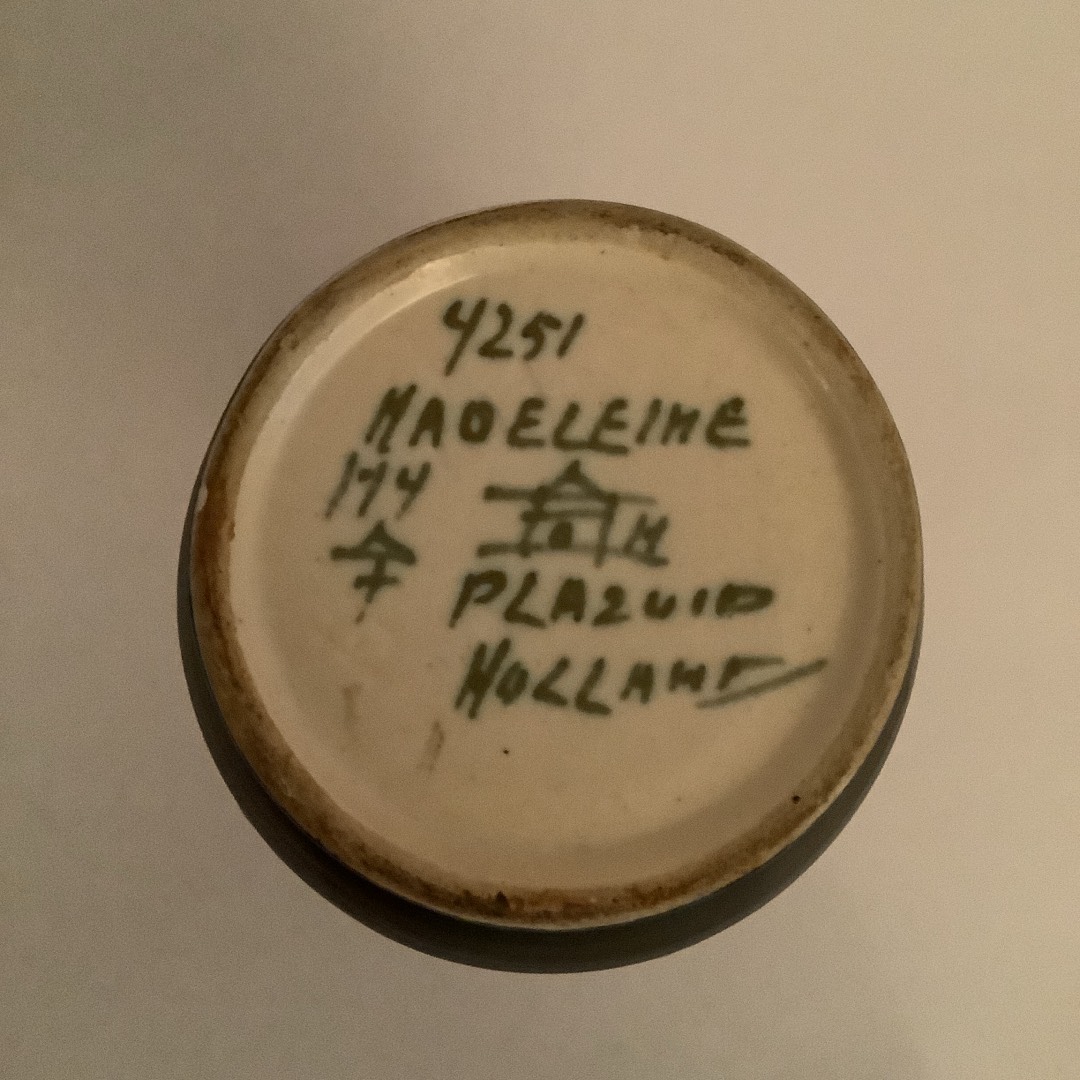 4251
MADELEINE
174
H
PLAZUID
HOLLAND